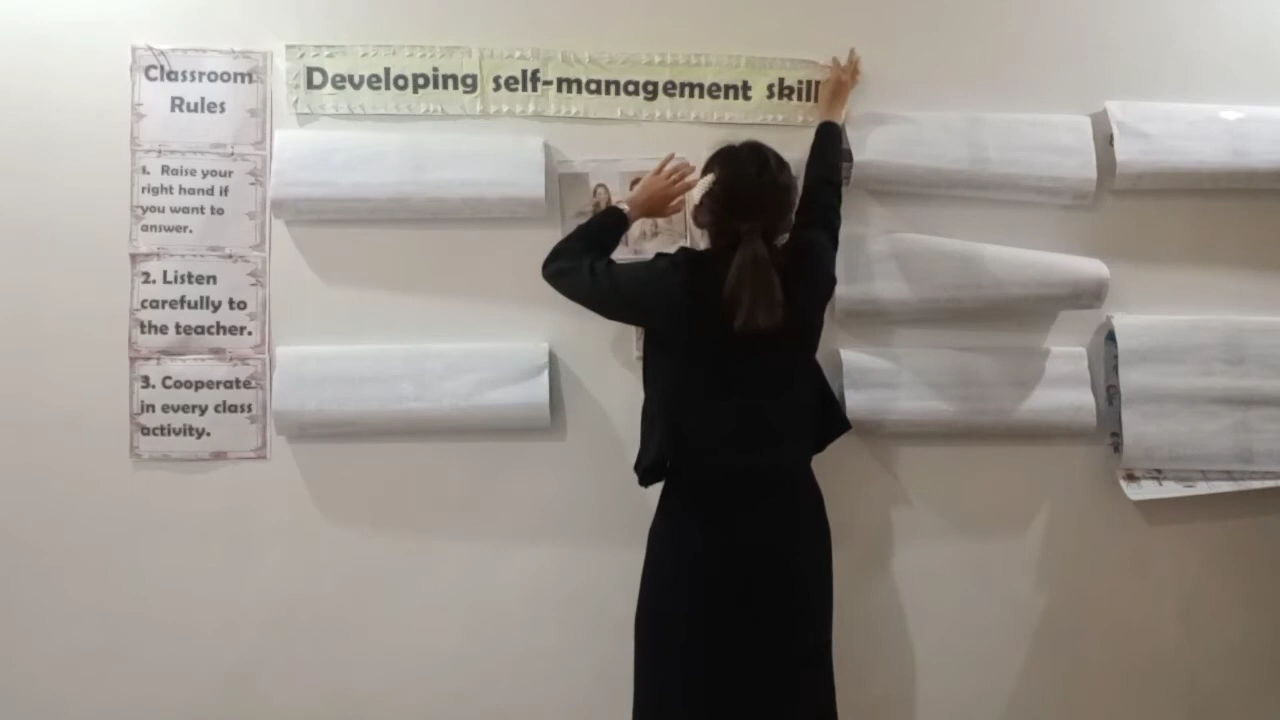 Classroom
Rules
1. Raise your
right hand if
you want to
answer.
2. Listen
carefully to
the teacher.
3. Cooperate
in every class
activity.
Developing self-management skill